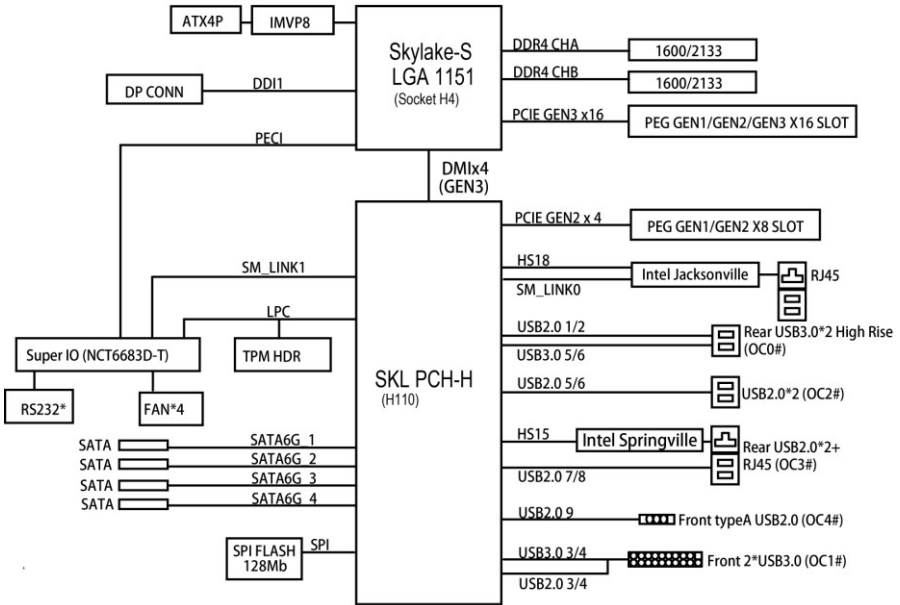 ATX4P
IMVP8
Skylake-S
LGA 1151
(Socket H4)
DDR4 CHA
1600/2133
DDR4 CHB
1600/2133
DP CONN
DDI1
PCIE GEN3 x16
PEG GEN1/GEN2/GEN3 X16 SLOT
PECI
DMIx4
(GEN3)
PCIE GEN2 x 4
PEG GEN1/GEN2 X8 SLOT
SM_LINK1
HS18
Intel Jacksonville
RJ45
SM_LINK0
LPC
USB2.0 1/2
Rear USB3.0*2 High Rise
(OC0#)
USB3.0 5/6
Super IO (NCT6683D-T)
TPM HDR
SKL PCH-H
(H110)
USB2.0 5/6
USB2.0*2 (OC2#)
RS232*
FAN*4
SATA
SATA6G_1
SATA
SATA6G_2
SATA
SATA6G_3
SATA
SATA6G_4
HS15
Intel Springville
Rear USB2.0*2+
RJ45 (OC3#)
USB2.0 7/8
USB2.0 9
Front typeA USB2.0 (OC4#)
SPI FLASH
128Mb
SPI
USB3.0 3/4
Front 2*USB3.0 (OC1#)
USB2.0 3/4